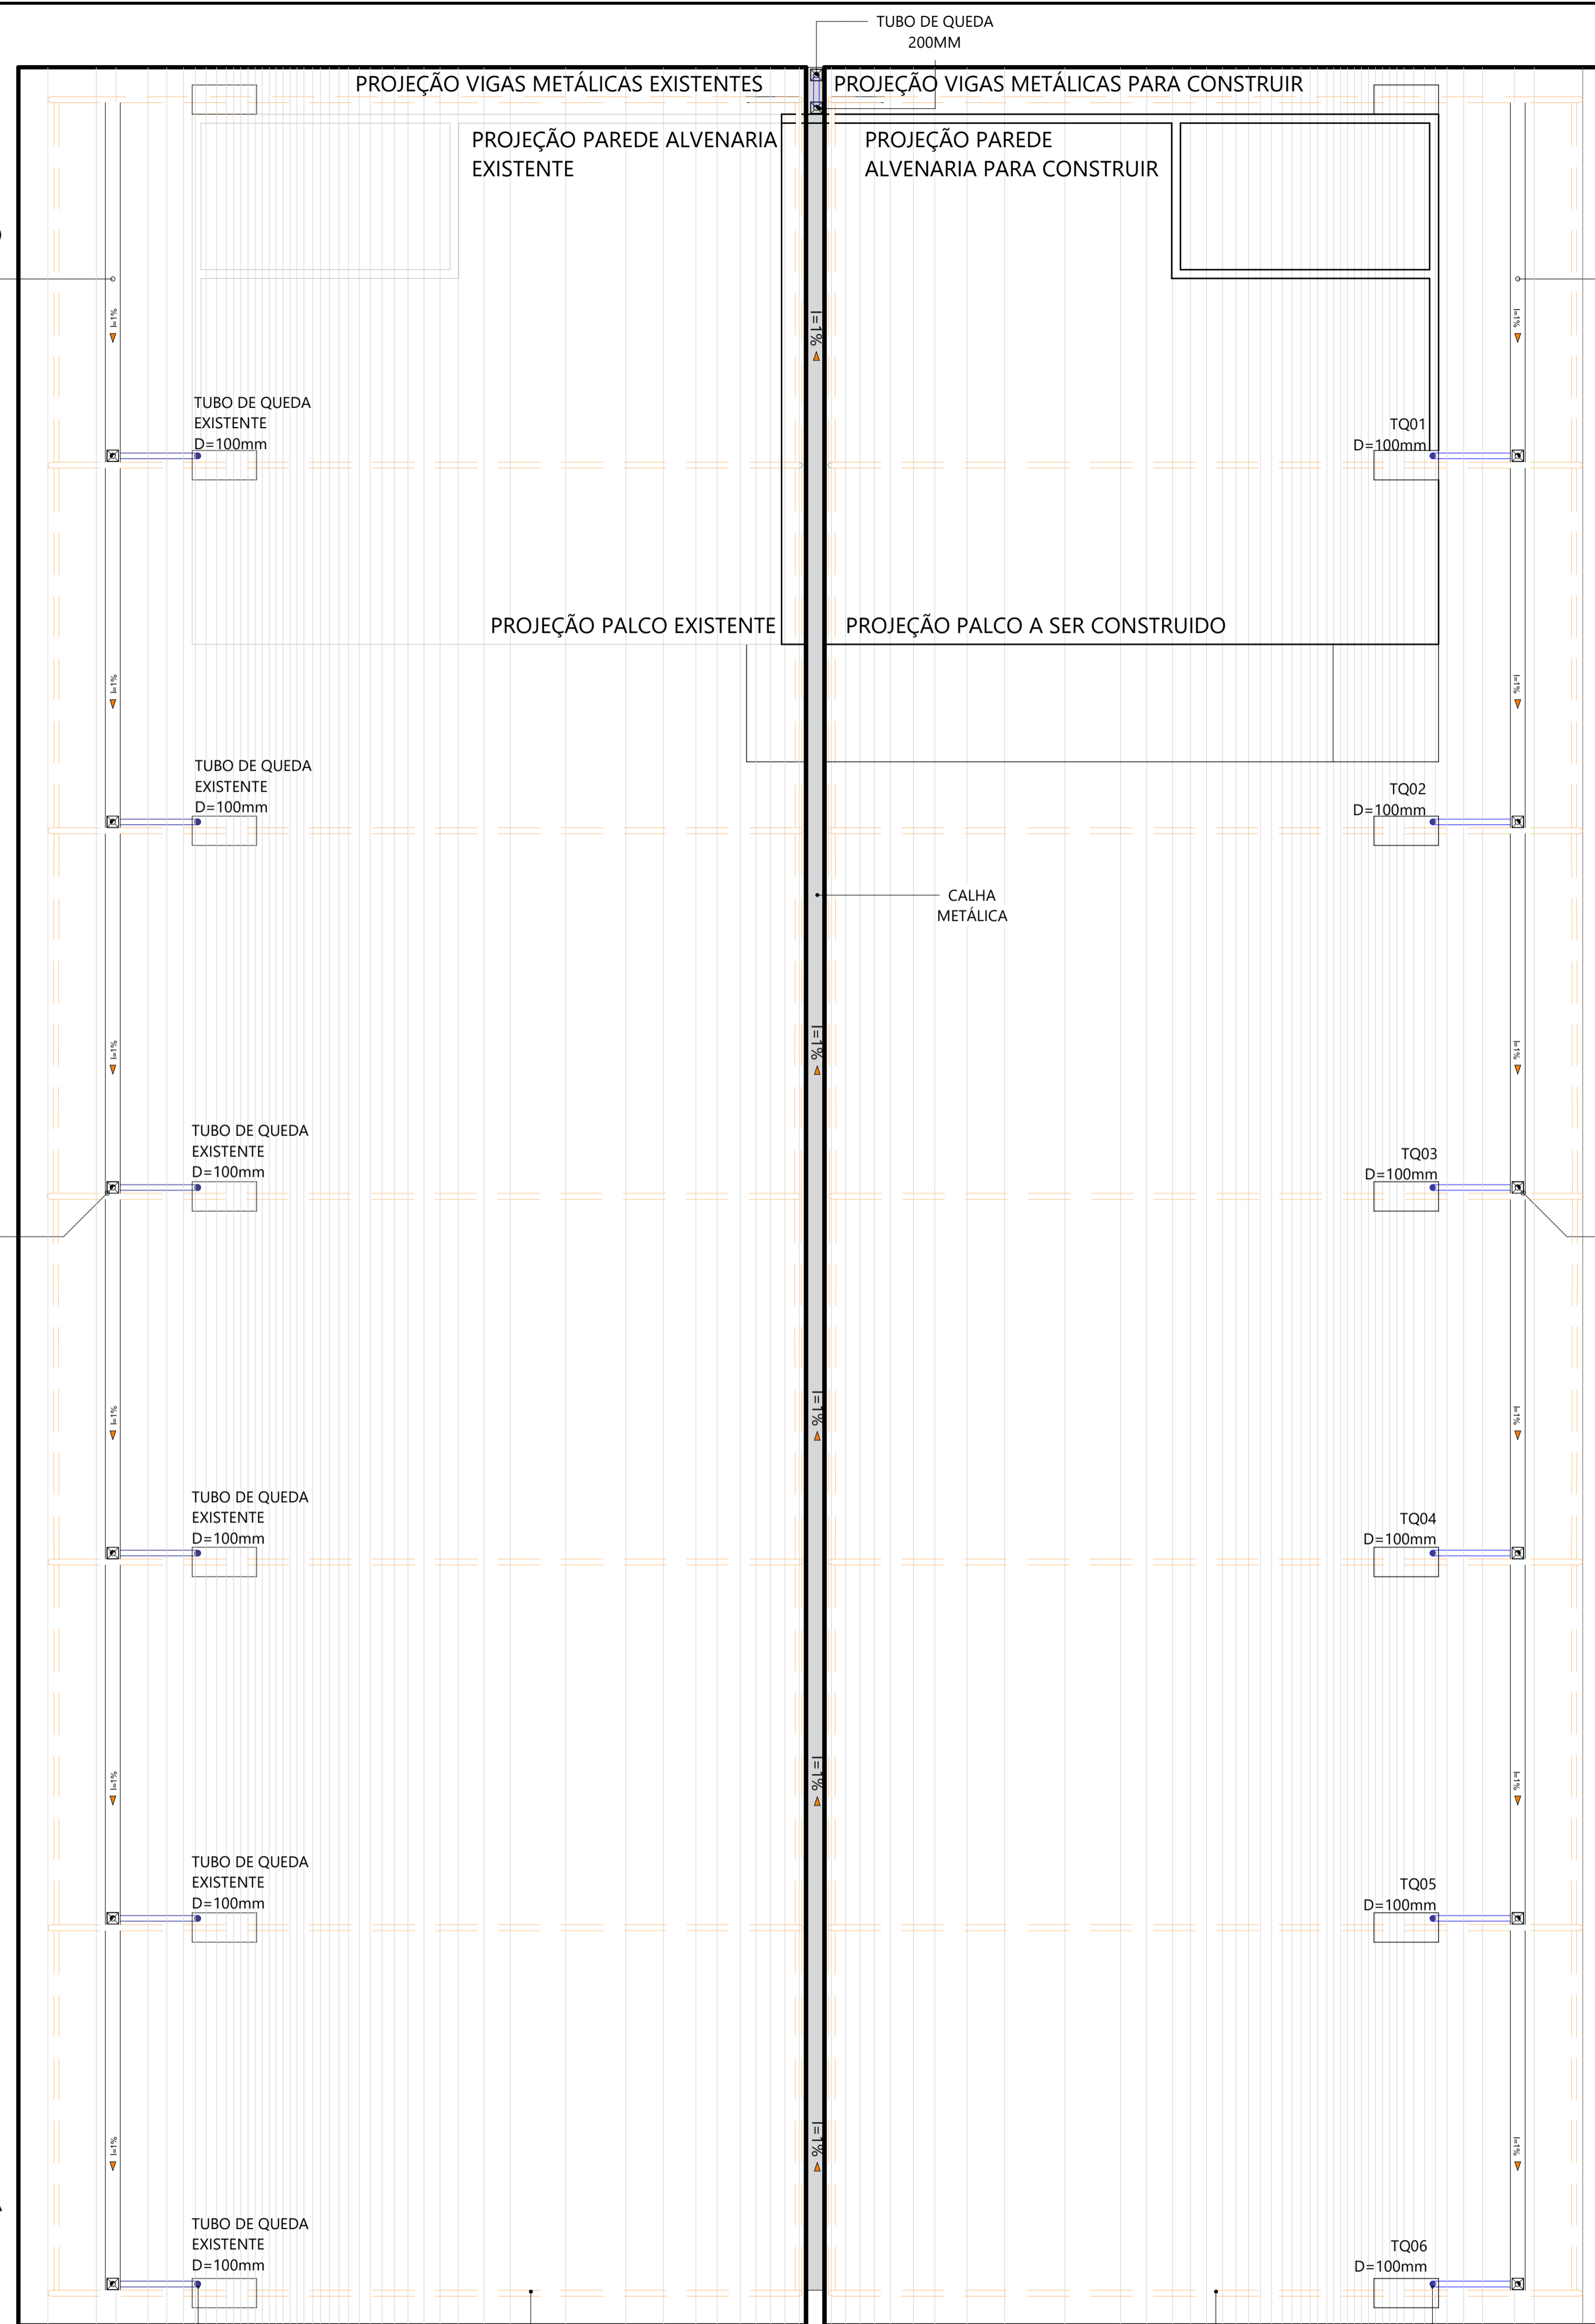 TUBO DE QUEDA
200MM
PROJEÇÃO VIGAS METÁLICAS EXISTENTES
PROJEÇÃO VIGAS METÁLICAS PARA CONSTRUIR
PROJEÇÃO PAREDE ALVENARIA
EXISTENTE
PROJEÇÃO PAREDE
ALVENARIA PARA CONSTRUIR
I=1%
I=1%
I=1%
TUBO DE QUEDA
EXISTENTE
D=100mm
TQ01
D=100mm
PROJEÇÃO PALCO EXISTENTE
PROJEÇÃO PALCO A SER CONSTRUIDO
I=1%
I=1%
TUBO DE QUEDA
EXISTENTE
D=100mm
TQ02
D=100mm
CALHA
METÁLICA
I=1%
I=1%
I=1%
TUBO DE QUEDA
EXISTENTE
D=100mm
TQ03
D=100mm
I=1%
I=1%
I=1%
TUBO DE QUEDA
EXISTENTE
D=100mm
TQ04
D=100mm
I=1%
I=1%
I=1%
TUBO DE QUEDA
EXISTENTE
D=100mm
TQ05
D=100mm
I=1%
I=1%
I=1%
TUBO DE QUEDA
EXISTENTE
D=100mm
TQ06
D=100mm